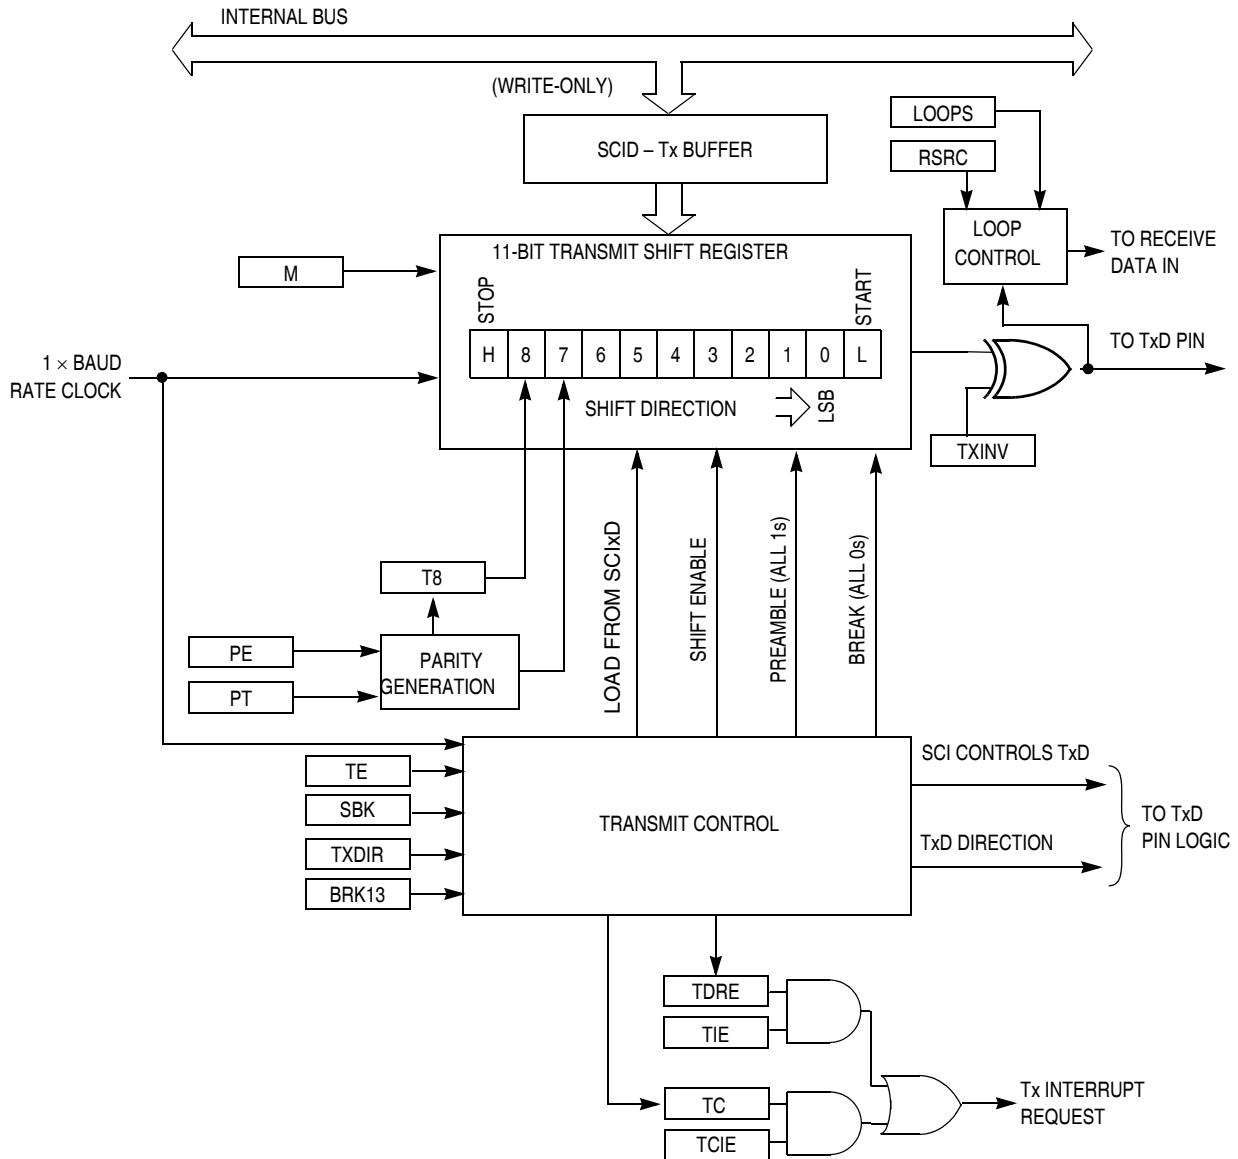 INTERNAL BUS
(WRITE-ONLY)
SCID – Tx BUFFER
LOOPS
RSRC
LOOP
CONTROL
TO RECEIVE
DATA IN
11-BIT TRANSMIT SHIFT REGISTER
M
STOP
START
H 8 7 6 5 4 3 2 1 0 L
1 × BAUD
RATE CLOCK
SHIFT DIRECTION
LSB
TO TxD PIN
TXINV
LOAD FROM SCIxD
SHIFT ENABLE
PREAMBLE (ALL 1s)
BREAK (ALL 0s)
T8
PE
PT
PARITY
GENERATION
TE
SBK
TXDIR
BRK13
TRANSMIT CONTROL
SCI CONTROLS TxD
TxD DIRECTION
TO TxD
PIN LOGIC
TDRE
TIE
TC
TCIE
Tx INTERRUPT
REQUEST